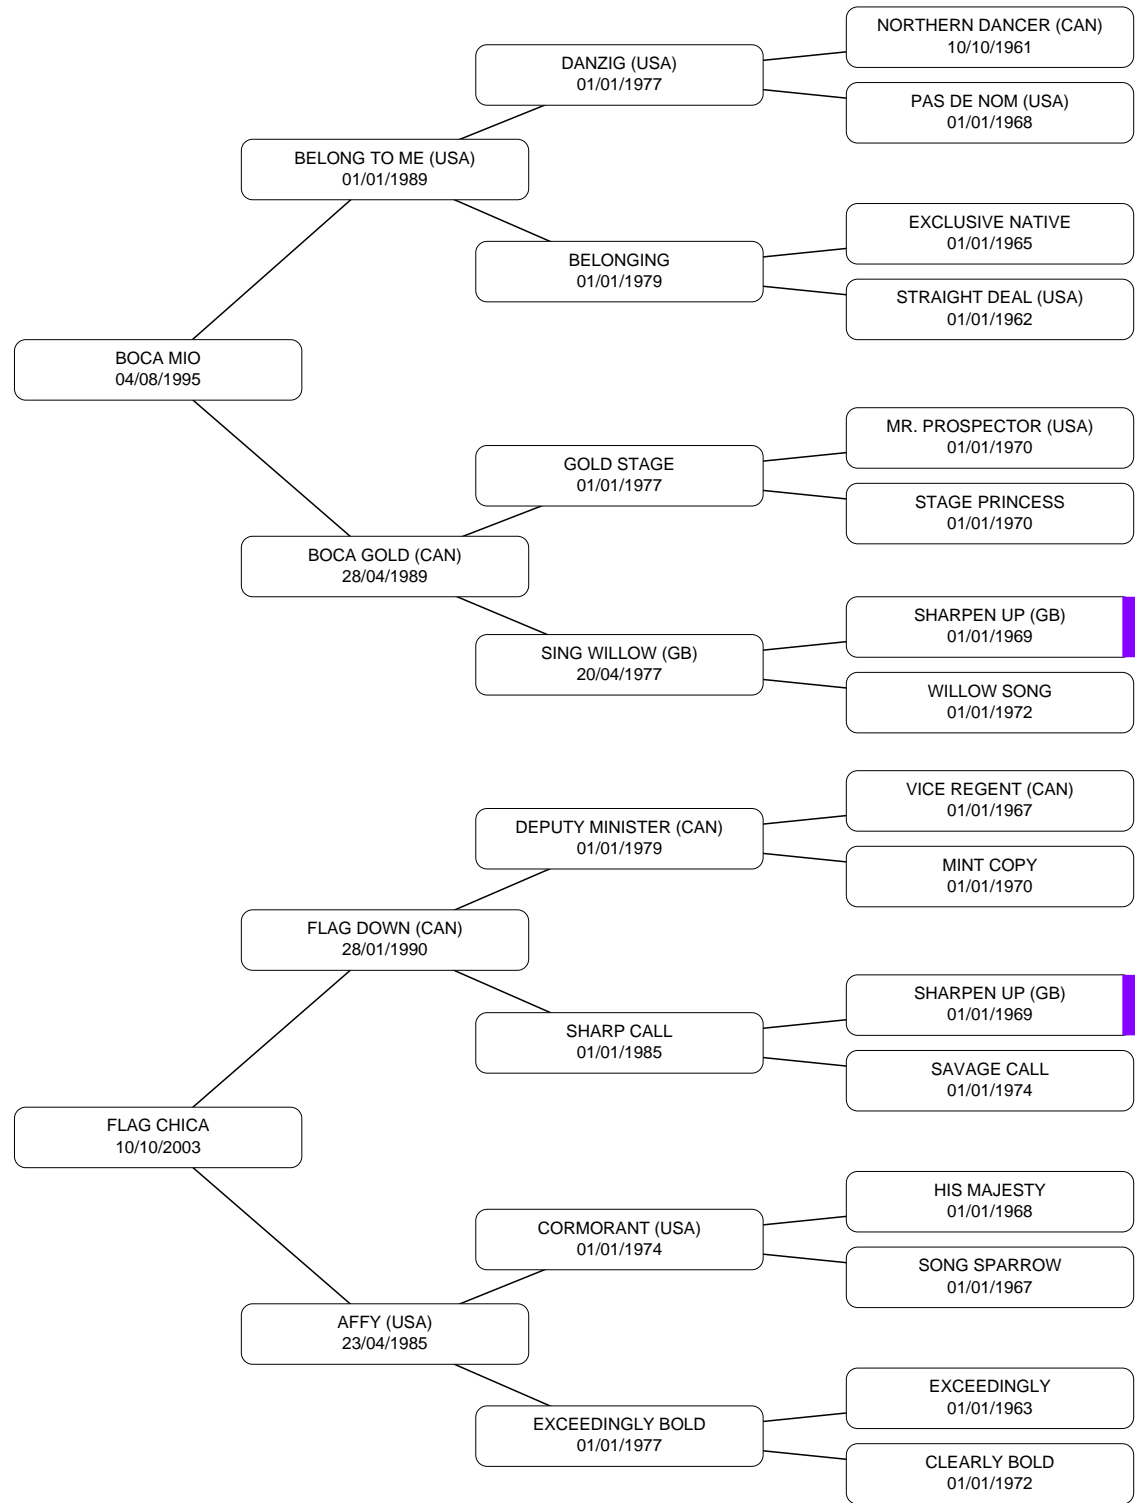 NORTHERN DANCER (CAN)
10/10/1961
DANZIG (USA)
01/01/1977
PAS DE NOM (USA)
01/01/1968
BELONG TO ME (USA)
01/01/1989
EXCLUSIVE NATIVE
01/01/1965
BELONGING
01/01/1979
STRAIGHT DEAL (USA)
01/01/1962
BOCA MIO
04/08/1995
MR. PROSPECTOR (USA)
01/01/1970
GOLD STAGE
01/01/1977
STAGE PRINCESS
01/01/1970
BOCA GOLD (CAN)
28/04/1989
SHARPEN UP (GB)
01/01/1969
SING WILLOW (GB)
20/04/1977
WILLOW SONG
01/01/1972
VICE REGENT (CAN)
01/01/1967
DEPUTY MINISTER (CAN)
01/01/1979
MINT COPY
01/01/1970
FLAG DOWN (CAN)
28/01/1990
SHARPEN UP (GB)
01/01/1969
SHARP CALL
01/01/1985
SAVAGE CALL
01/01/1974
FLAG CHICA
10/10/2003
HIS MAJESTY
01/01/1968
CORMORANT (USA)
01/01/1974
SONG SPARROW
01/01/1967
AFFY (USA)
23/04/1985
EXCEEDINGLY
01/01/1963
EXCEEDINGLY BOLD
01/01/1977
CLEARLY BOLD
01/01/1972